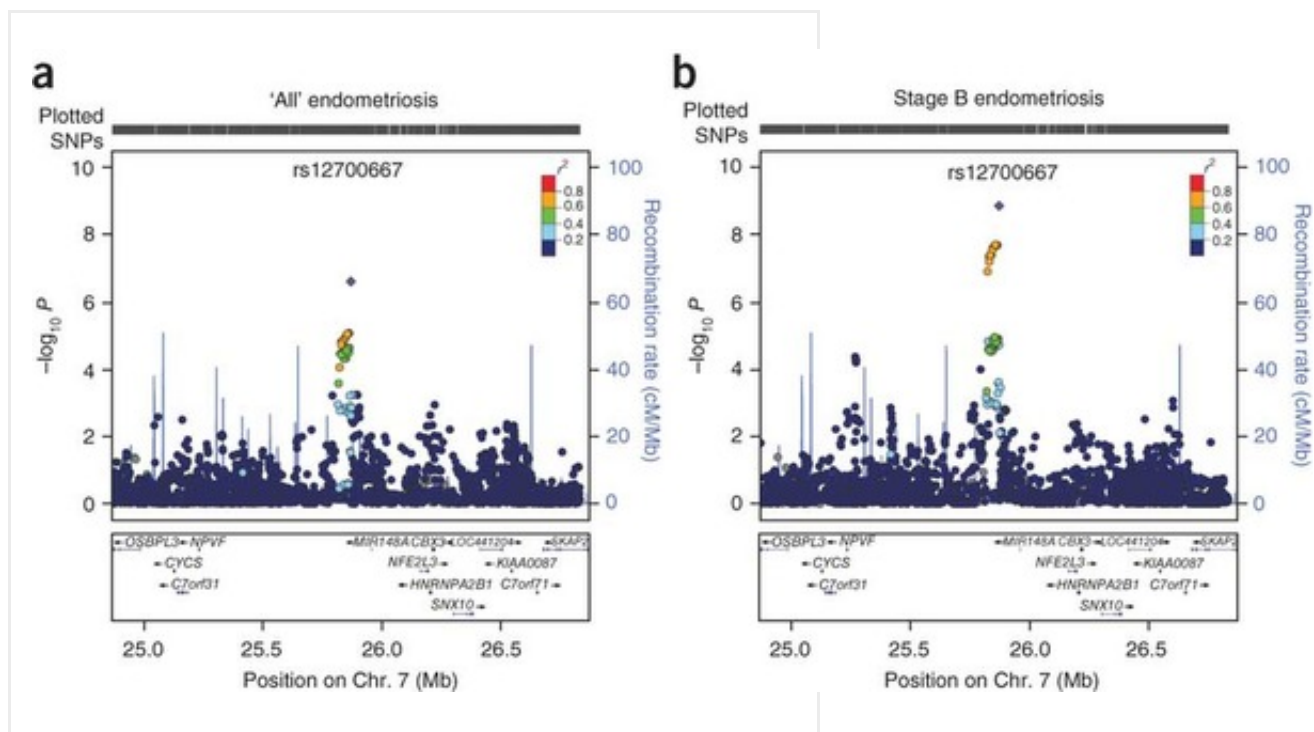 a
'All' endometriosis
Plotted
SNPs
rs12700667
r2
0.8
0.6
0.4
0.2
10
8
6
4
2
0
–log10 P
100
80
60
40
20
0
Recombination rate (cM/Mb)
OSBPL3 NPVF
CYCS
C7orf31
MIR148A CBX3 LOC441204 SKAP2
NFE2L3 KIAA0087
HNRNPA2B1 C7orf71
SNX10
25.0 25.5 26.0 26.5
Position on Chr. 7 (Mb)
b
Stage B endometriosis
Plotted
SNPs
rs12700667
r2
0.8
0.6
0.4
0.2
10
8
6
4
2
0
–log10 P
100
80
60
40
20
0
Recombination rate (cM/Mb)
OSBPL3 NPVF
CYCS
C7orf31
MIR148A CBX3 LOC441204 SKAP2
NFE2L3 KIAA0087
HNRNPA2B1 C7orf71
SNX10
25.0 25.5 26.0 26.5
Position on Chr. 7 (Mb)